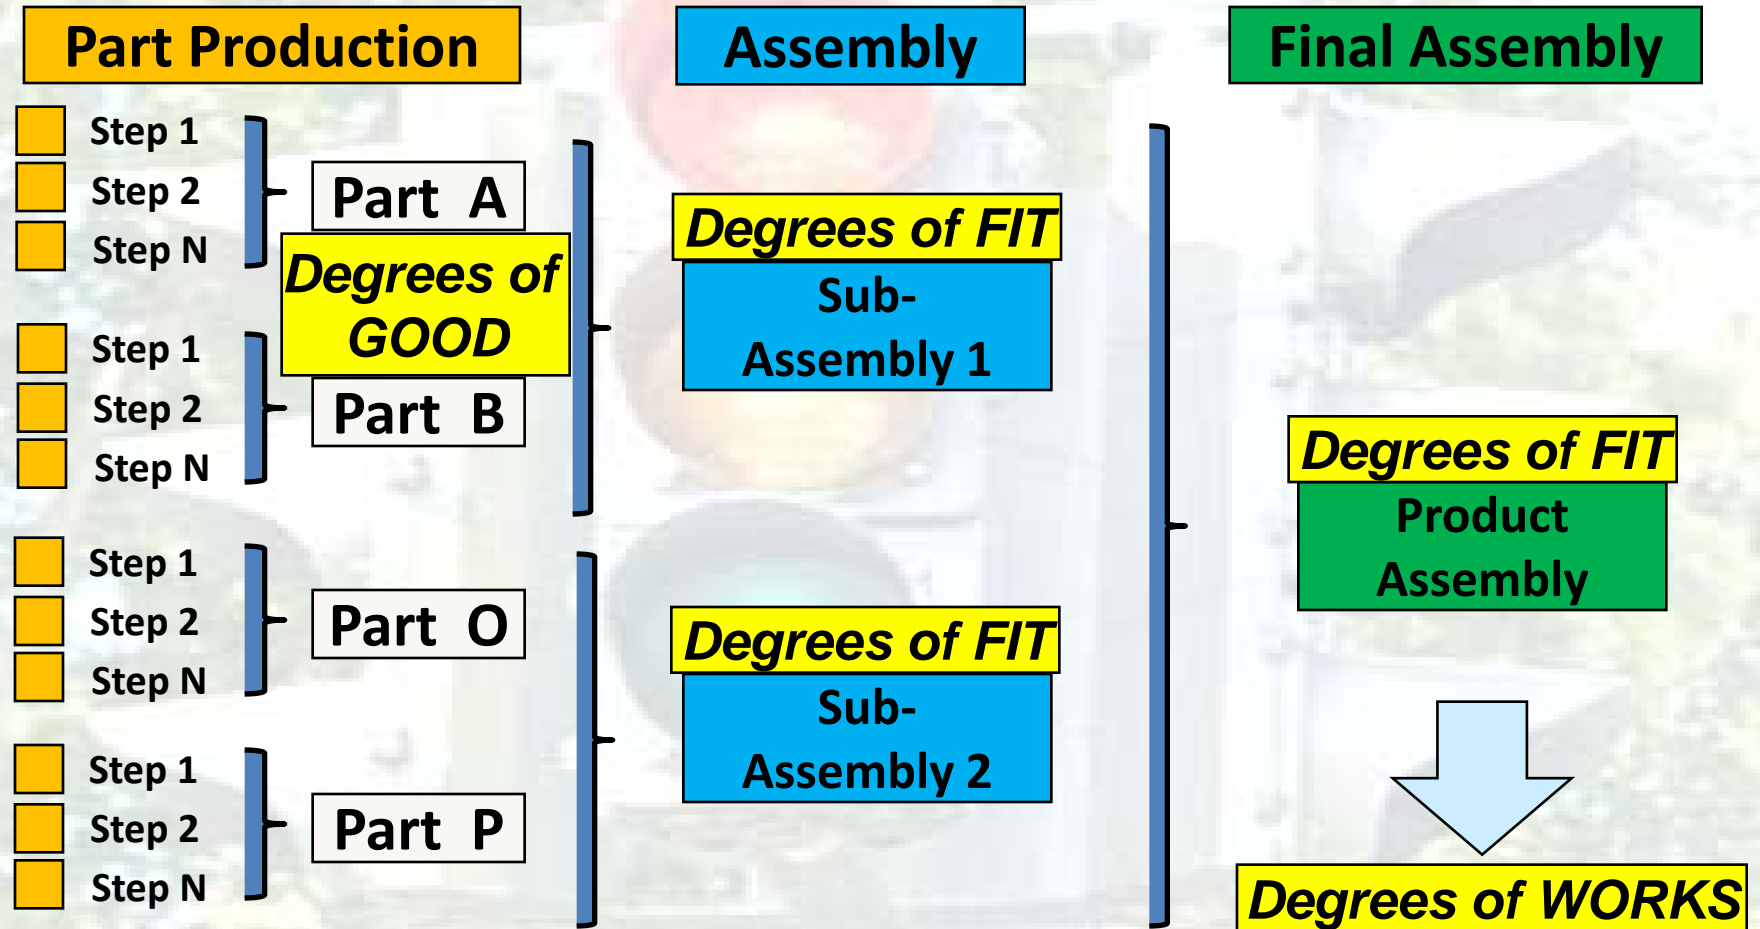 Part Production
Step 1
Step 2
Step N
Part A
Degrees of
GOOD
Step 1
Step 2
Step N
Part B
Step 1
Step 2
Step N
Part O
Step 1
Step 2
Step N
Part P
Assembly
Degrees of FIT
Sub-
Assembly 1
Degrees of FIT
Sub-
Assembly 2
Final Assembly
Degrees of FIT
Product
Assembly
Degrees of WORKS